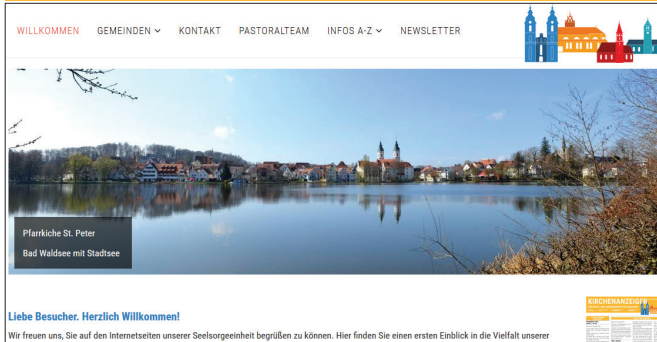 WILLKOMMEN GEMEINDEN KONTAKT PASTORALTEAM INFOS A-Z NEWSLETTER
Pfarrkiche St. Peter
Bad Waldsee mit Stadtsee
KIRCHENANZEIGER
Liebe Besucher. Herzlich Willkommen!
Wir freuen uns, Sie auf den Internetseiten unserer Seelsorgeeinheit begrüßen zu können. Hier finden Sie einen ersten Einblick in die Vielfalt unserer